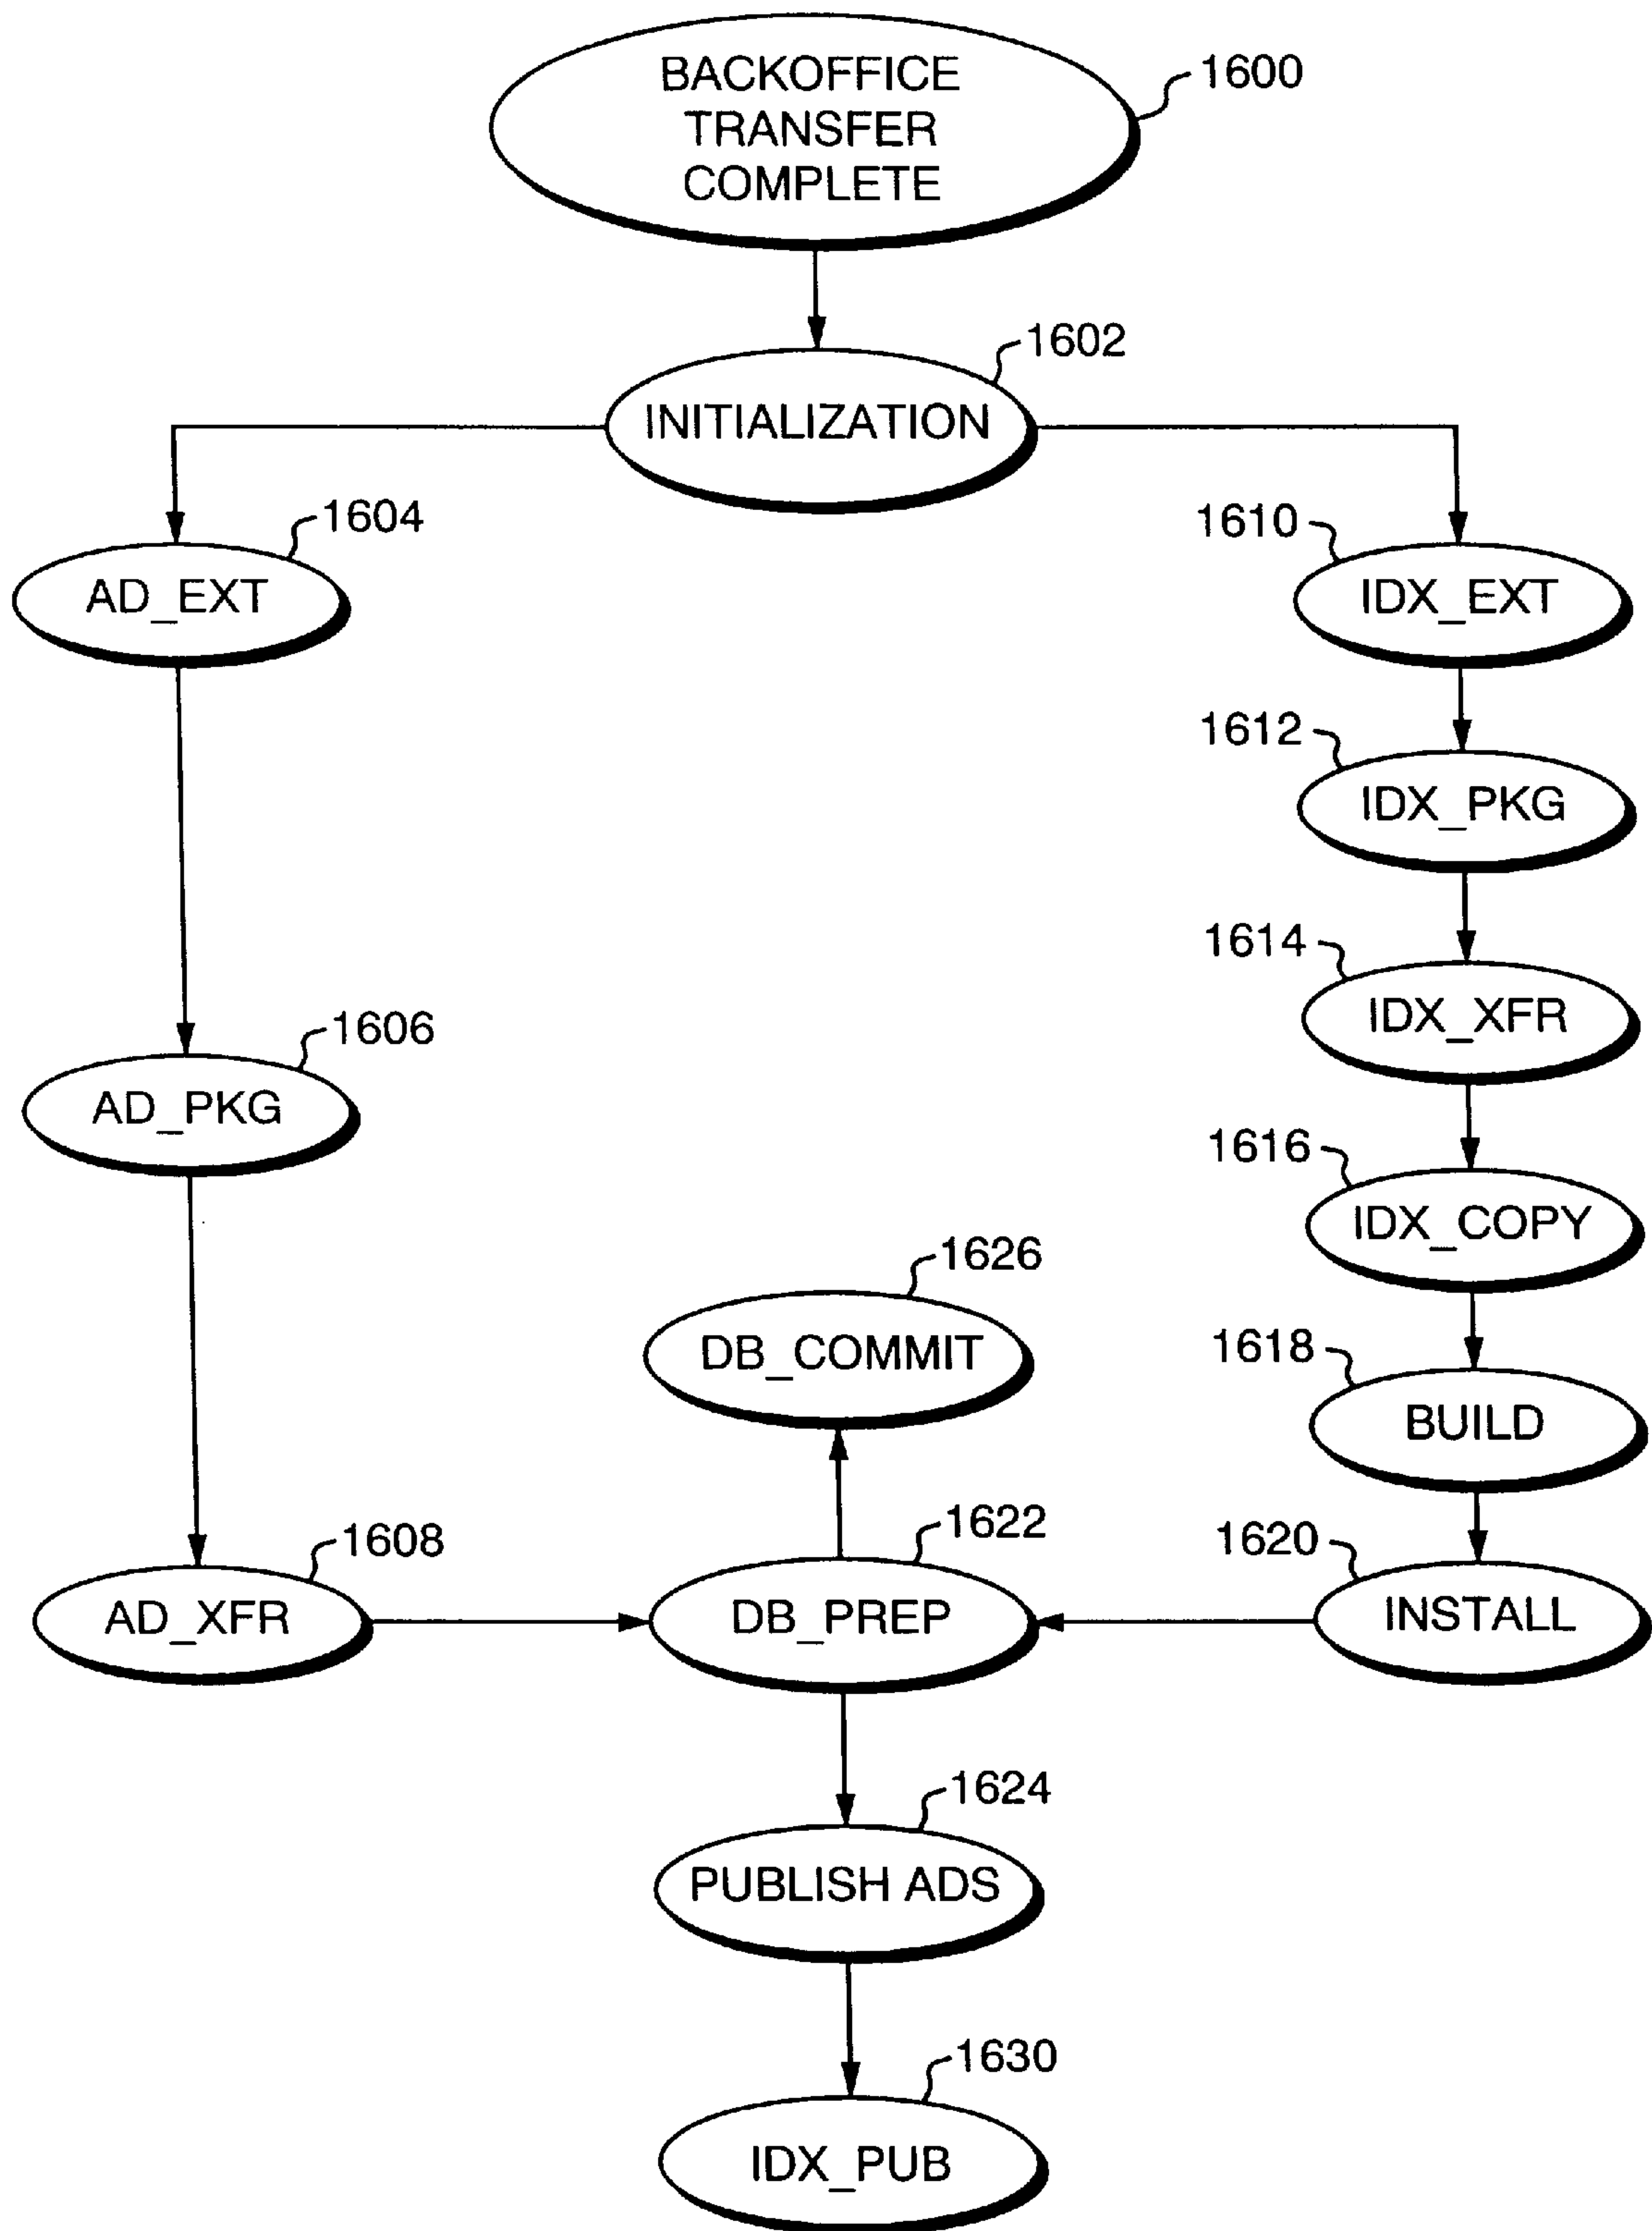 BACKOFFICE
TRANSFER
COMPLETE
1600
1602
INITIALIZATION
1604
AD_EXT
1610
IDX_EXT
1612
IDX_PKG
1614
IDX_XFR
1606
AD_PKG
1616
IDX_COPY
1626
DB_COMMIT
1618
BUILD
1608
AD_XFR
1622
DB_PREP
1620
INSTALL
1624
PUBLISH ADS
1630
IDX_PUB